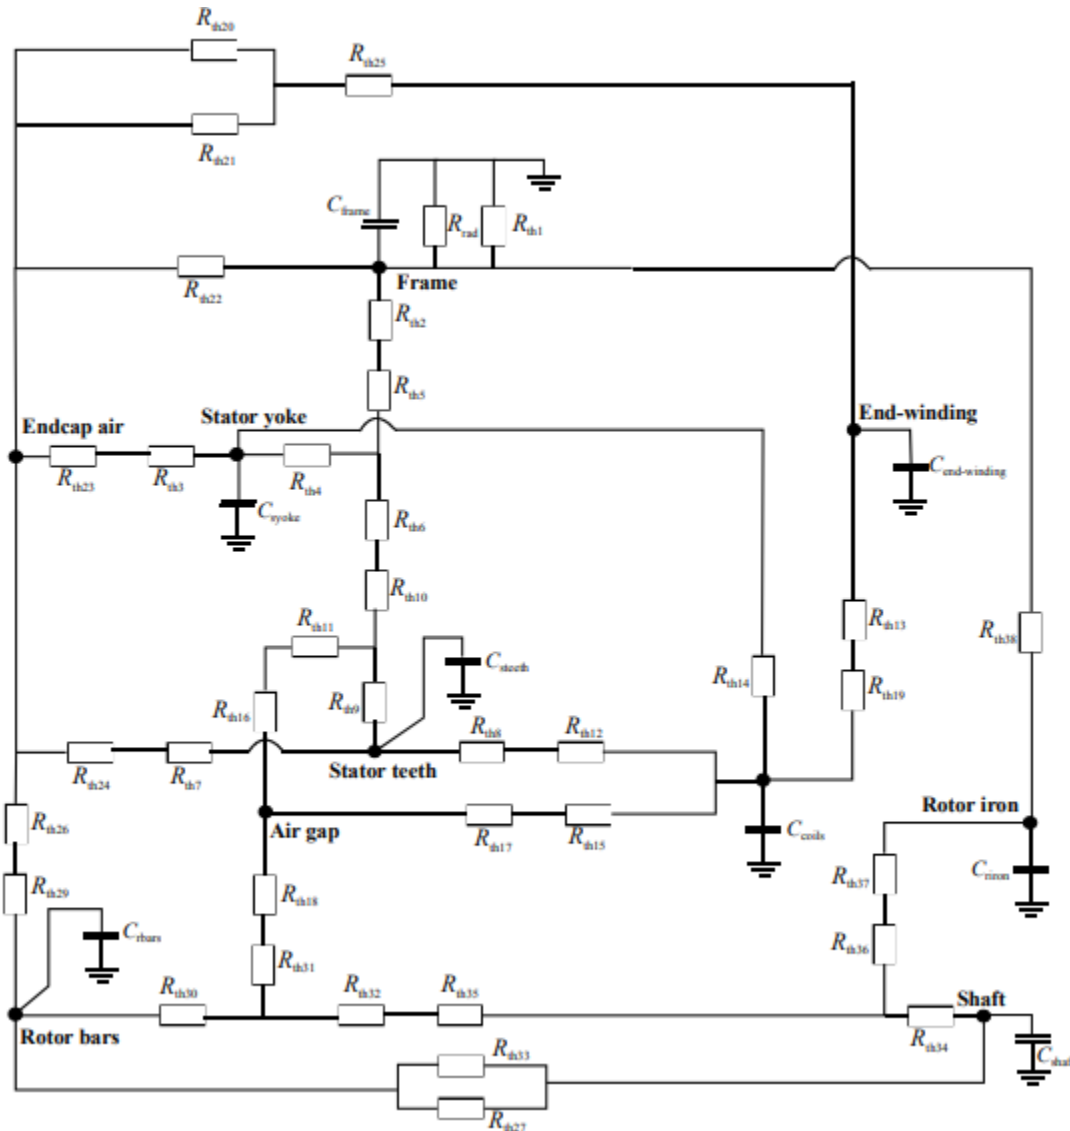 Rth20
Rth25
Rth21
Cframe
Rrad
Rth1
Rth22
Frame
Rth2
Rth5
Stator yoke
Endcap air
End-winding
Rth23
Rth3
Rth4
Cend-winding
Csyoke
Rth6
Rth10
Rth11
Rth13
Rth38
Csteeth
Rth14
Rth19
Rth16
Rth9
Rth8
Rth12
Rth24
Rth7
Stator teeth
Rotor iron
Rth26
Air gap
Rth17
Rth15
Ccoils
Rth29
Rth18
Rth37
Criron
Crbars
Rth36
Rth31
Rth30
Rth32
Rth35
Shaft
Rotor bars
Rth34
Rth33
Cshaf
Rth27